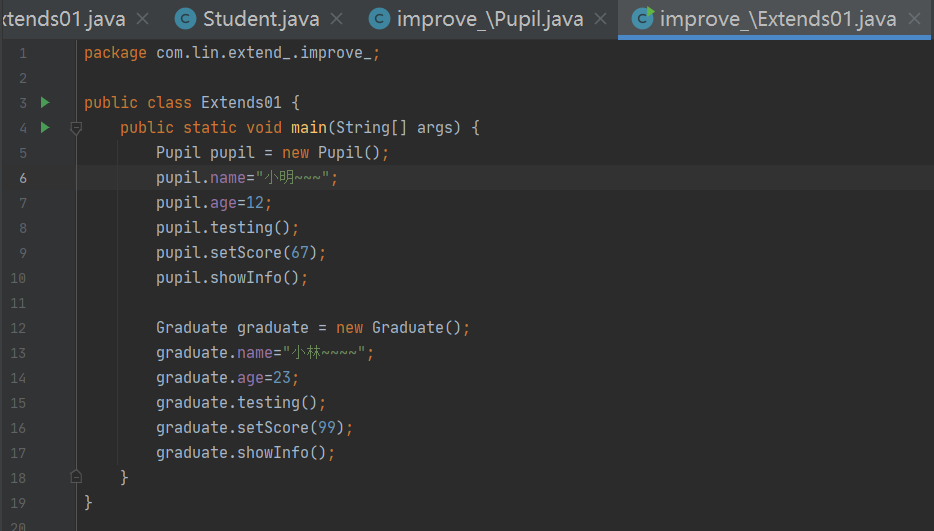 xtends01.java Student.java improve_\Pupil.java improve_\Extends01.java
1 package com.lin.extend_.improve_;
2
3 public class Extends01 {
4 public static void main(String[] args) {
5 Pupil pupil = new Pupil();
6 pupil.name="小明~~~";
7 pupil.age=12;
8 pupil.testing();
9 pupil.setScore(67);
10 pupil.showInfo();
11
12 Graduate graduate = new Graduate();
13 graduate.name="小林~~~~";
14 graduate.age=23;
15 graduate.testing();
16 graduate.setScore(99);
17 graduate.showInfo();
18 }
19 }
20